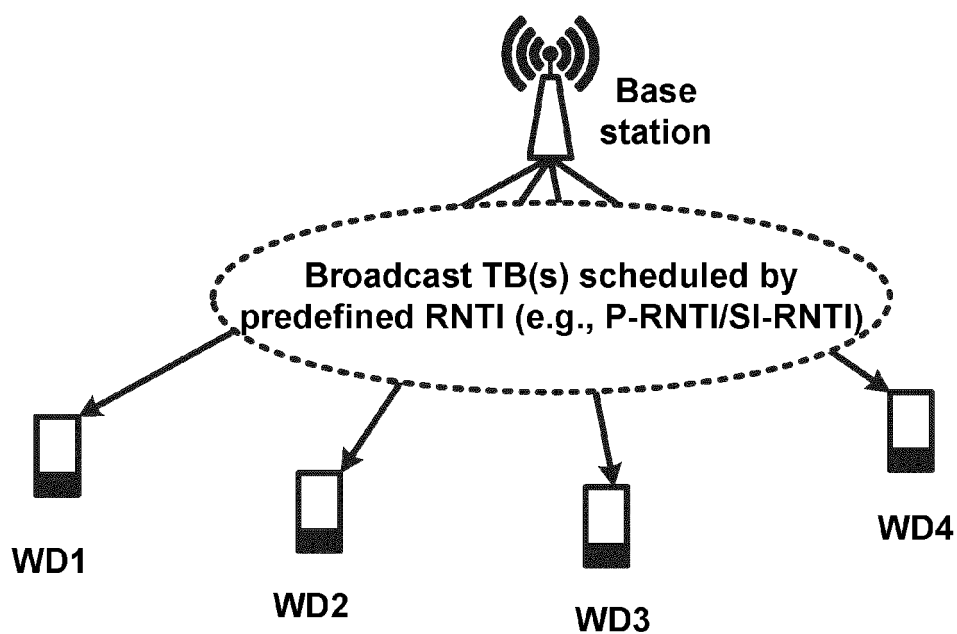 Base
station
Broadcast TB(s) scheduled by
predefined RNTI (e.g., P-RNTI/SI-RNTI)
WD1
WD2
WD3
WD4